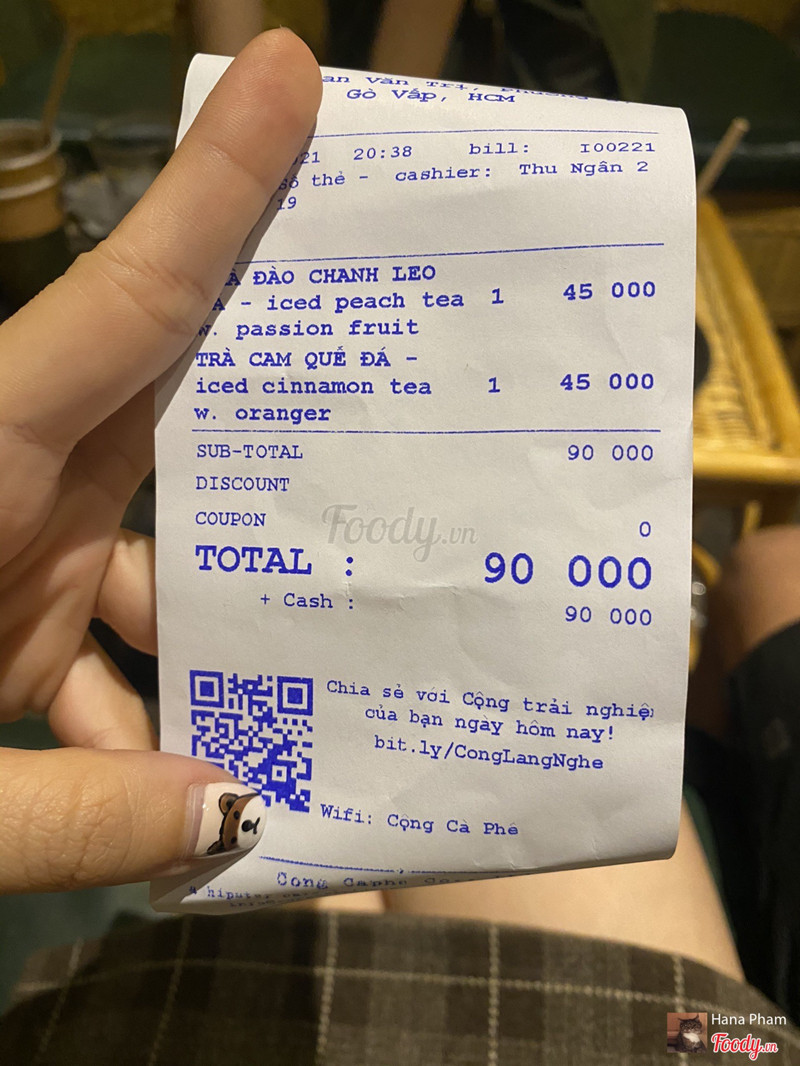 Gò Vấp, HCM
21 20:38 bill: I00221
số thẻ - cashier: Thu Ngân 2
19
ĐÀO CHANH LEO
- iced peach tea 1 45 000
w. passion fruit
TRÀ CAM QUẾ ĐÁ -
iced cinnamon tea 1 45 000
w. oranger
SUB-TOTAL 90 000
DISCOUNT
COUPON 0
Foody.vn
TOTAL : 90 000
+ Cash : 90 000
Chia sẻ với Cộng trải nghiệm
của bạn ngày hôm nay!
bit.ly/CongLangNghe
Wifi: Cộng Cà Phê
Hana Pham
Foody.vn